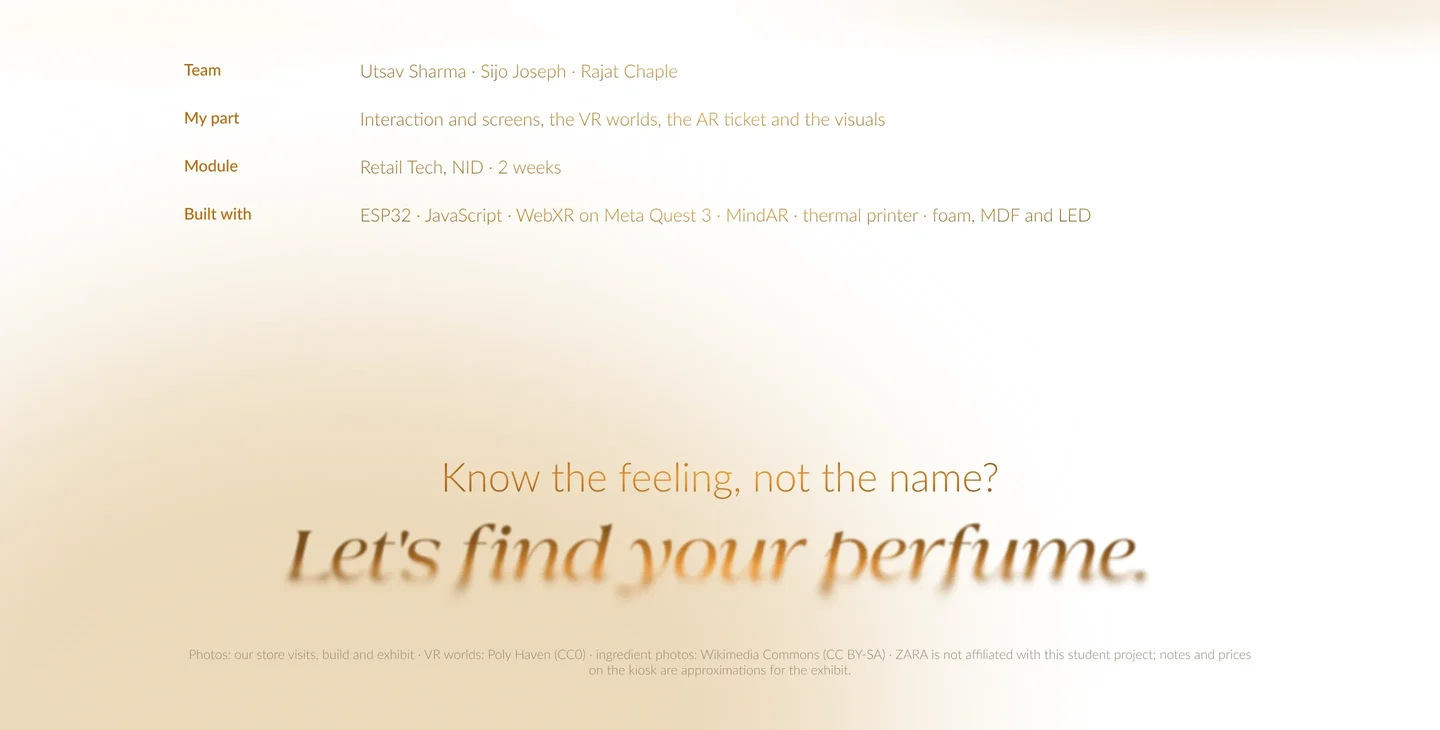 Team Utsav Sharma · Sijo Joseph · Rajat Chaple
My part Interaction and screens, the VR worlds, the AR ticket and the visuals
Module Retail Tech, NID · 2 weeks
Built with ESP32 · JavaScript · WebXR on Meta Quest 3 · MindAR · thermal printer · foam, MDF and LED
Know the feeling, not the name?
Let's find your perfume.
Photos: our store visits, build and exhibit · VR worlds: Poly Haven (CC0) · ingredient photos: Wikimedia Commons (CC BY-SA) · ZARA is not affiliated with this student project; notes and prices
on the kiosk are approximations for the exhibit.